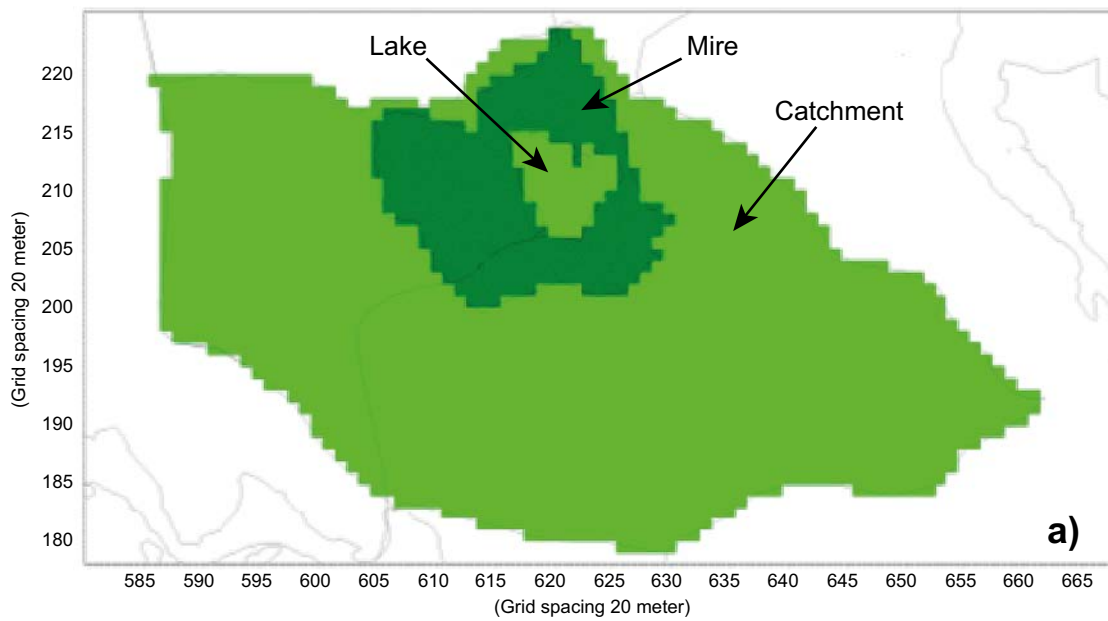 Lake
Mire
Catchment
220
215
210
205
200
195
190
185
180
(Grid spacing 20 meter)
a)
585 590 595 600 605 610 615 620 625 630 635 640 645 650 655 660 665
(Grid spacing 20 meter)